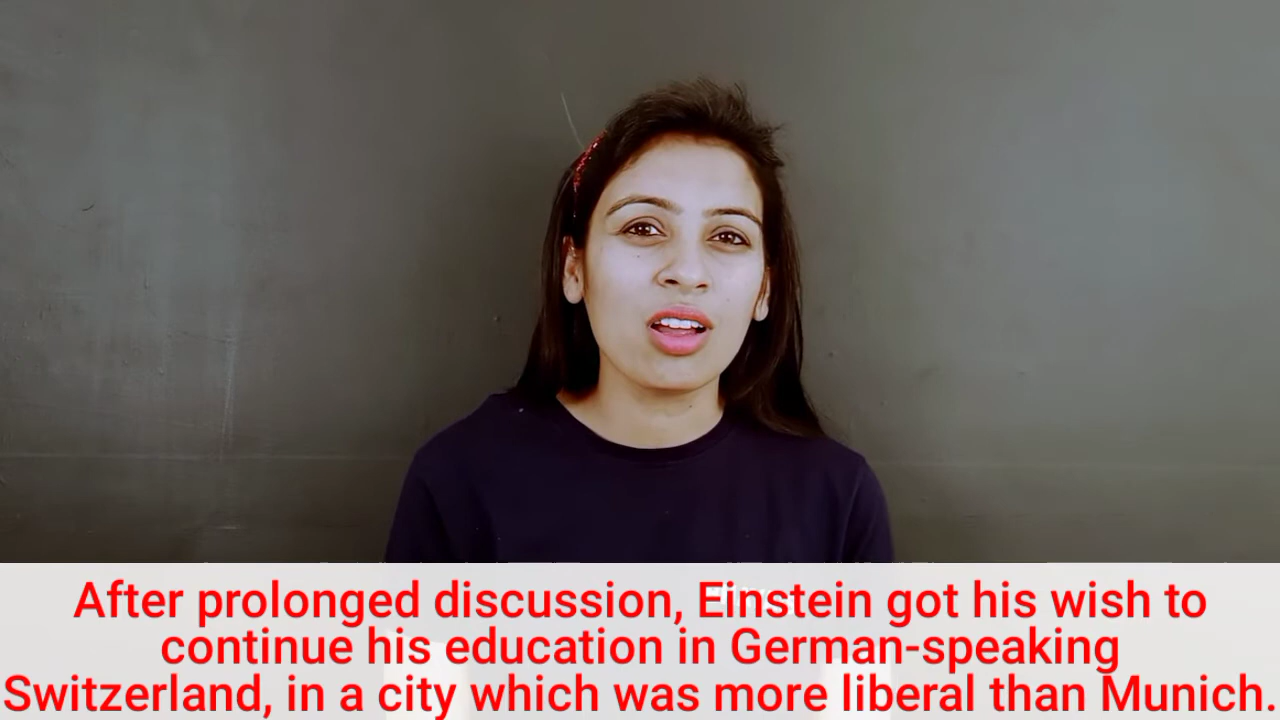 After prolonged discussion, Einstein got his wish to
continue his education in German-speaking
Switzerland, in a city which was more liberal than Munich.